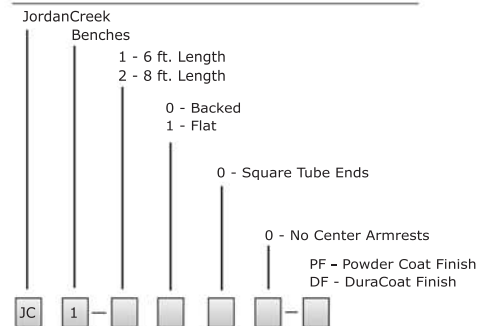 JordanCreek
Benches
1 - 6 ft. Length
2 - 8 ft. Length
0 - Backed
1 - Flat
0 - Square Tube Ends
0 - No Center Armrests
PF – Powder Coat Finish
DF - DuraCoat Finish
JC 1 – –